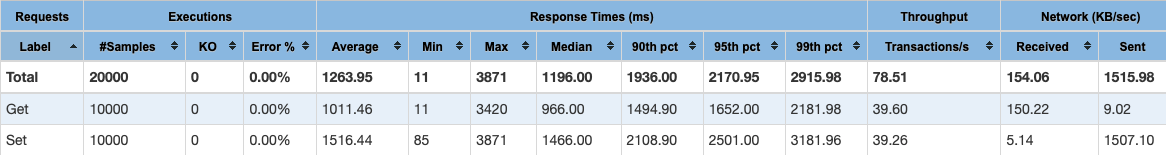 Requests Executions Response Times (ms) Throughput Network (KB/sec)
Label #Samples KO Error % Average Min Max Median 90th pct 95th pct 99th pct Transactions/s Received Sent
Total 20000 0 0.00% 1263.95 11 3871 1196.00 1936.00 2170.95 2915.98 78.51 154.06 1515.98
Get 10000 0 0.00% 1011.46 11 3420 966.00 1494.90 1652.00 2181.98 39.60 150.22 9.02
Set 10000 0 0.00% 1516.44 85 3871 1466.00 2108.90 2501.00 3181.96 39.26 5.14 1507.10